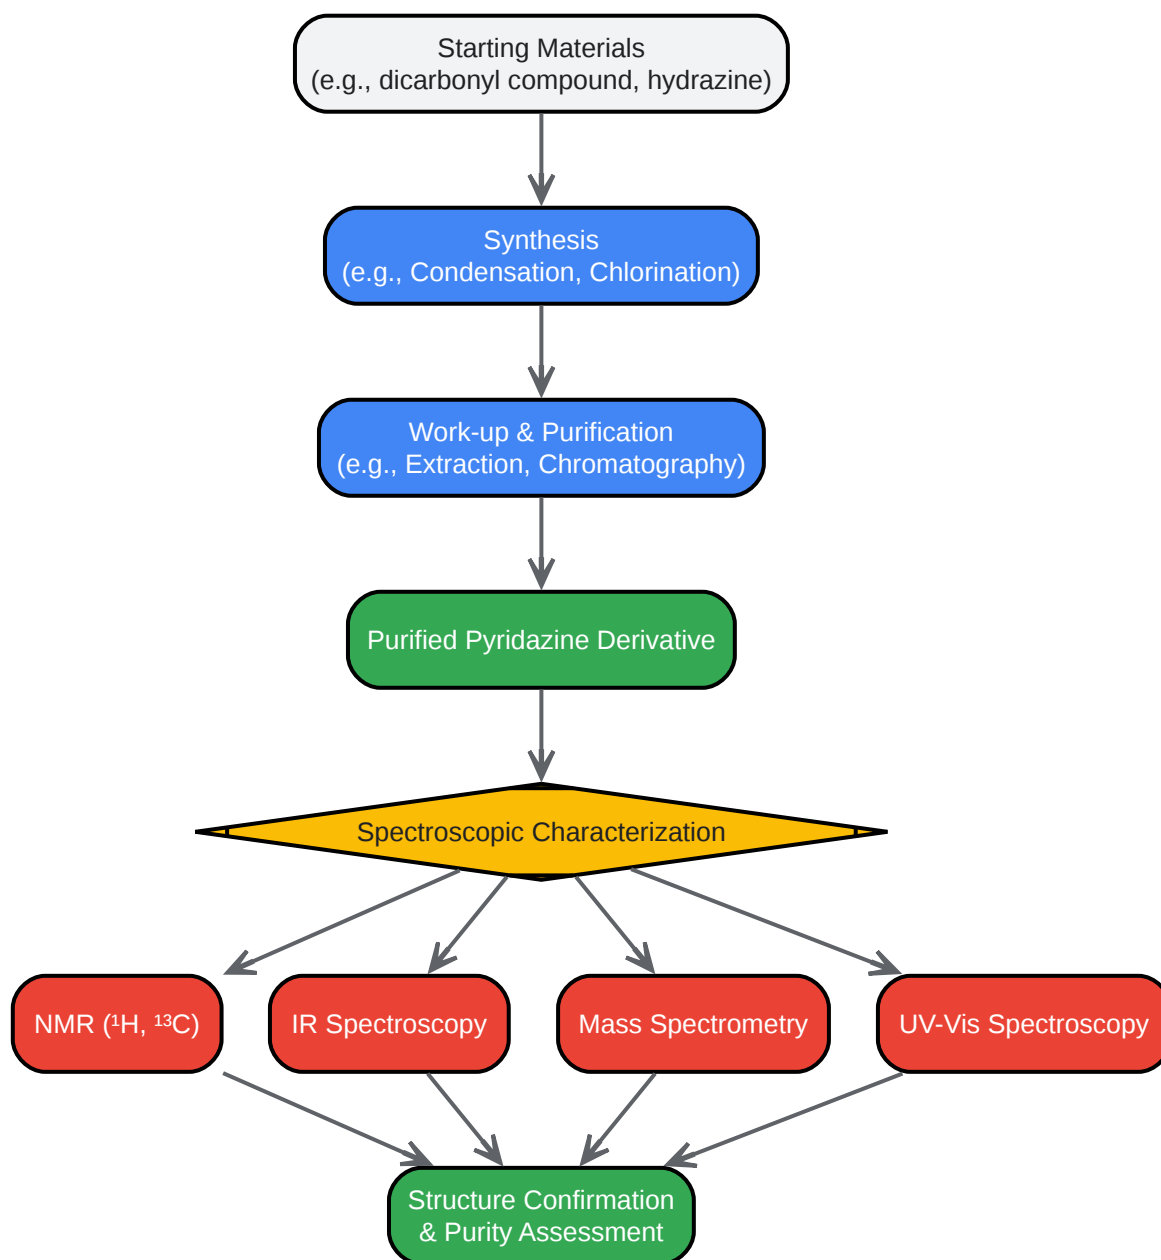 Starting Materials
(e.g., dicarbonyl compound, hydrazine)
Synthesis
(e.g., Condensation, Chlorination)
Work-up & Purification
(e.g., Extraction, Chromatography)
Purified Pyridazine Derivative
Spectroscopic Characterization
NMR (¹H, ¹³C)
IR Spectroscopy
Mass Spectrometry
UV-Vis Spectroscopy
Structure Confirmation
& Purity Assessment